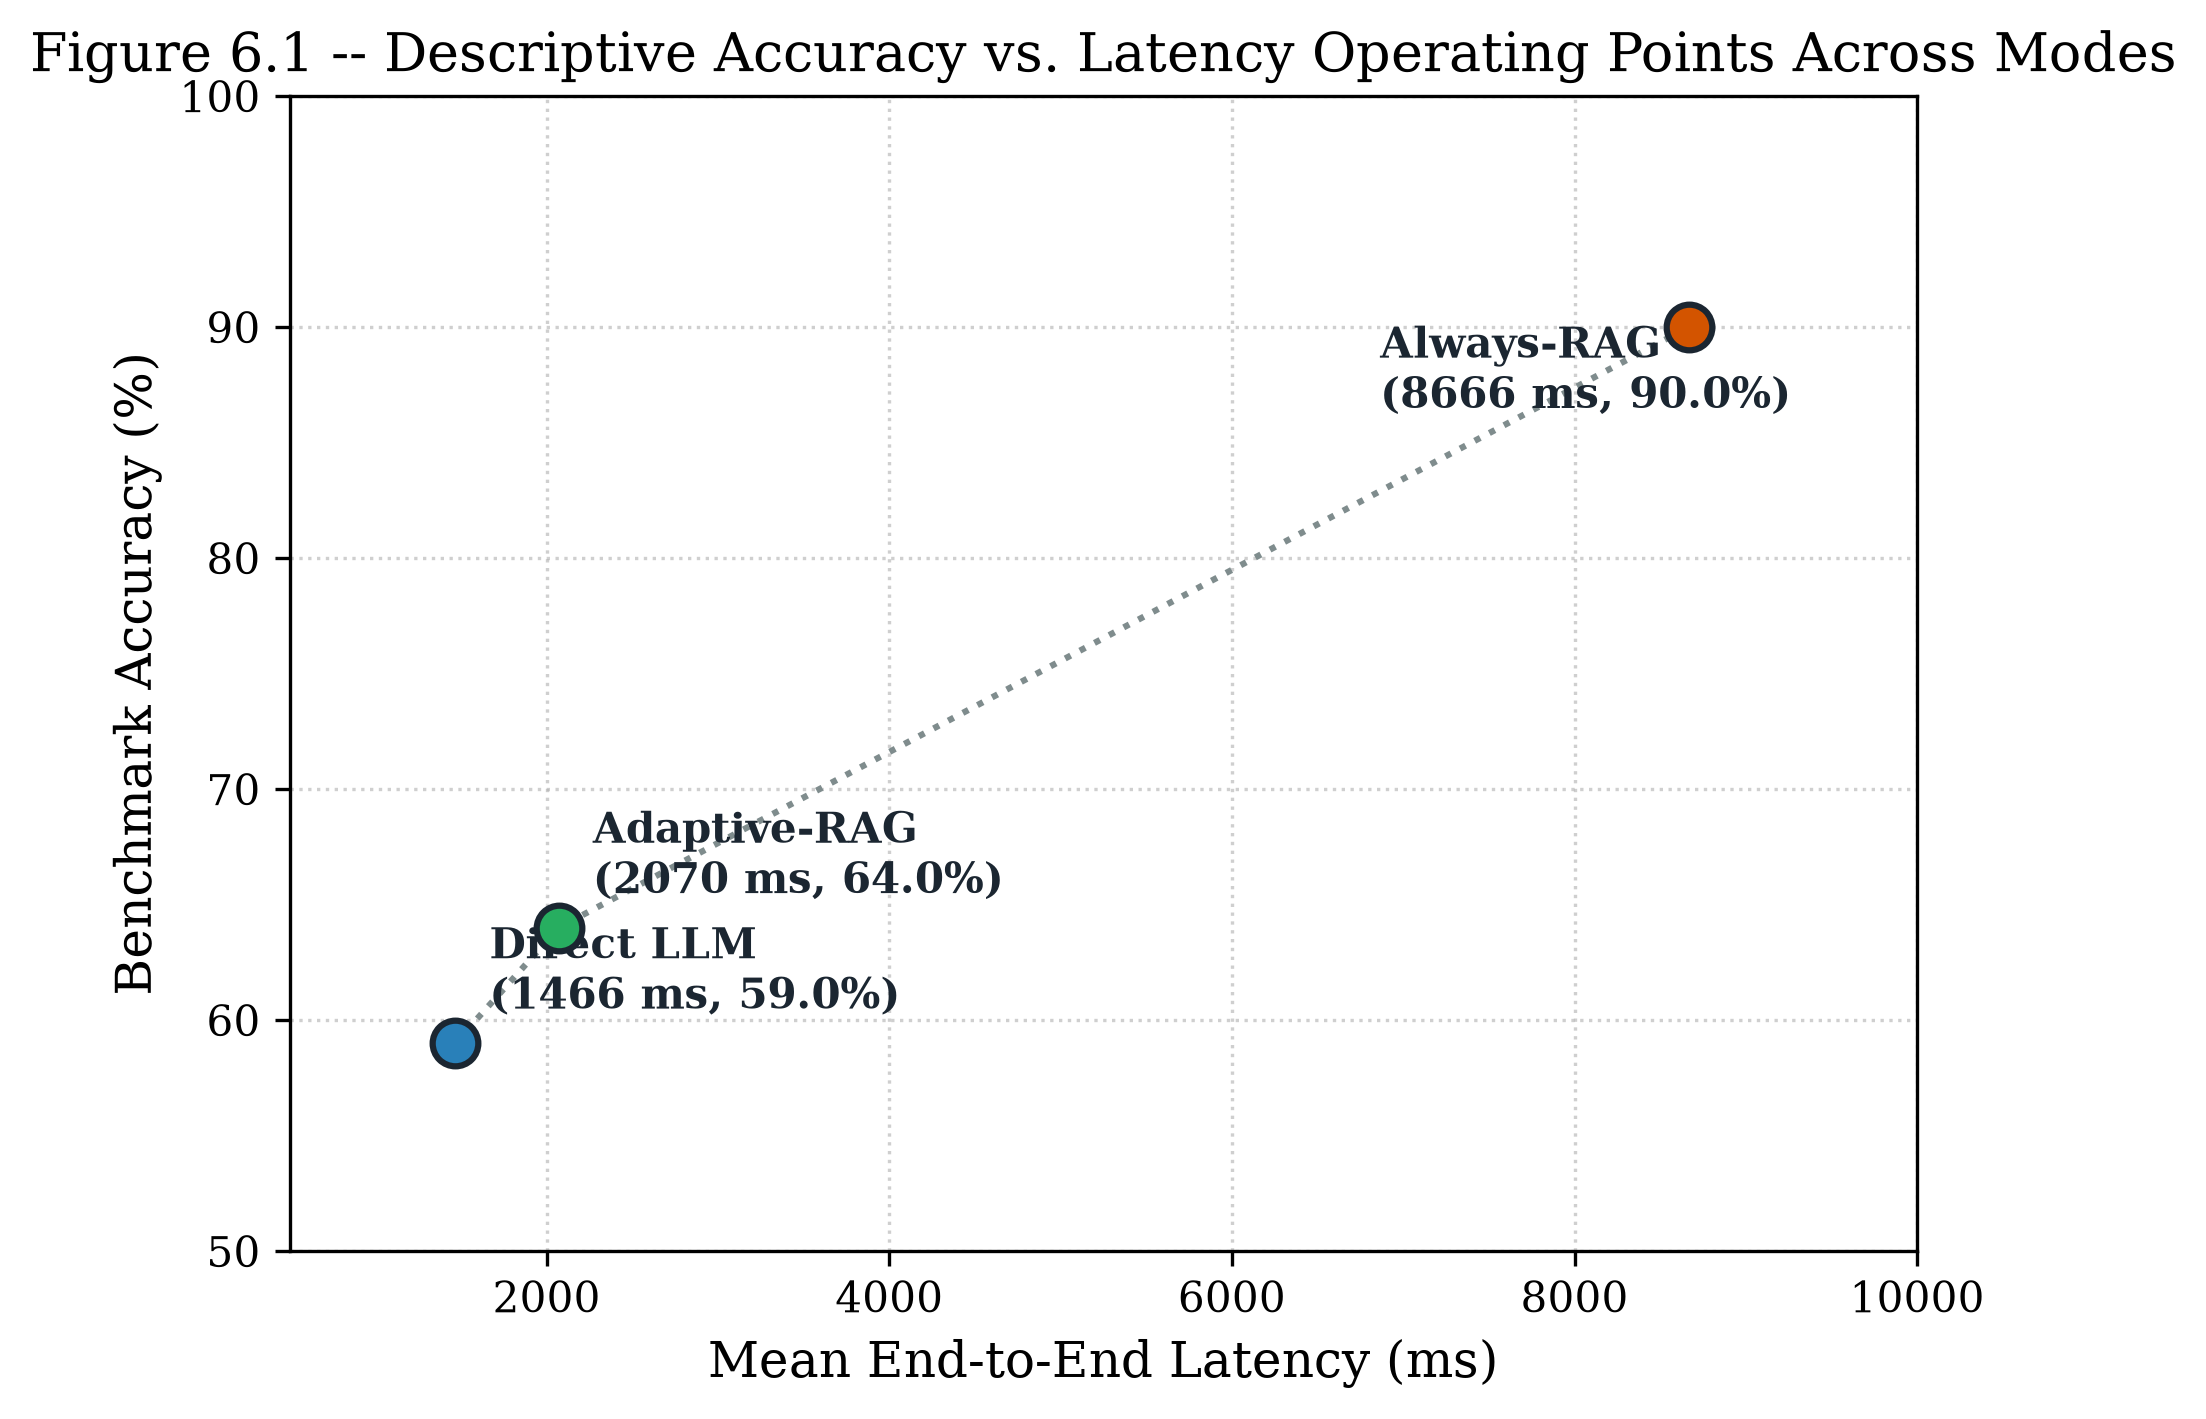 Figure 6.1 -- Descriptive Accuracy vs. Latency Operating Points Across Modes
100
90
80
70
60
50
Benchmark Accuracy (%)
Always-RAG
(8666 ms, 90.0%)
Adaptive-RAG
(2070 ms, 64.0%)
Direct LLM
(1466 ms, 59.0%)
2000
4000
6000
8000
10000
Mean End-to-End Latency (ms)